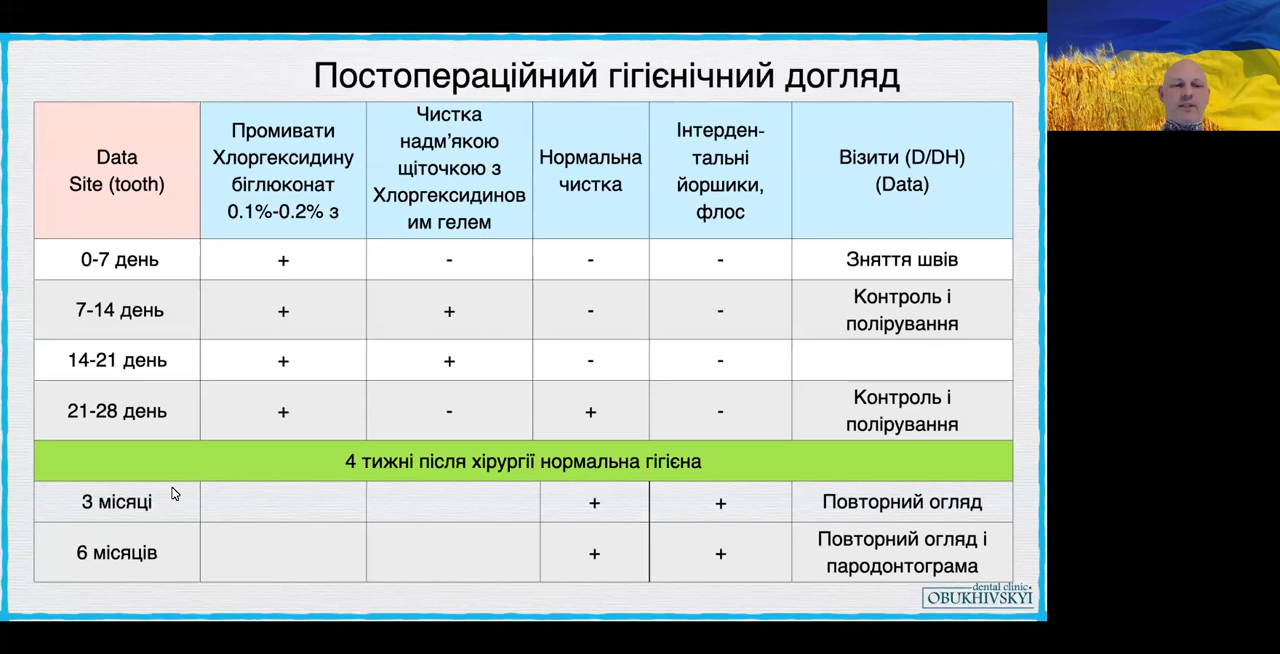 Постопераційний гігієнічний догляд
Data
Site (tooth)
Промивати
Хлоргексидину
біглюконат
0.1%-0.2% з
Чистка
надм'якою
щіточкою з
Хлоргексидинов
им гелем
Нормальна
чистка
Інтерден-
тальні
йоршики,
флос
Візити (D/DH)
(Data)
0-7 день + - - - Зняття швів
7-14 день + + - - Контроль і
полірування
14-21 день + + - -
21-28 день + - + - Контроль і
полірування
4 тижні після хірургії нормальна гігієна
3 місяці + + Повторний огляд
6 місяців + + Повторний огляд і
пародонтограма
dental clinic
OBUKHIVSKYI